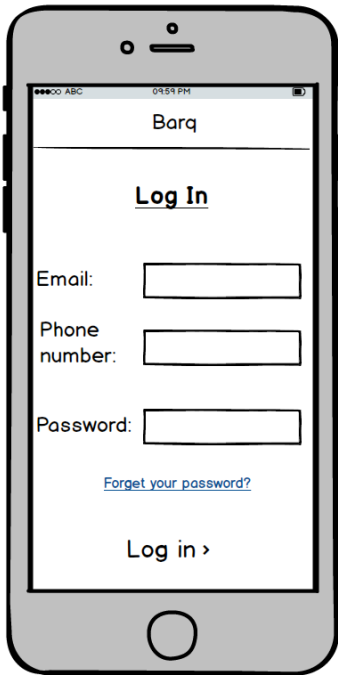 ABC 09:59 PM
Barq
Log In
Email:
Phone
number:
Password:
Forget your password?
Log in >